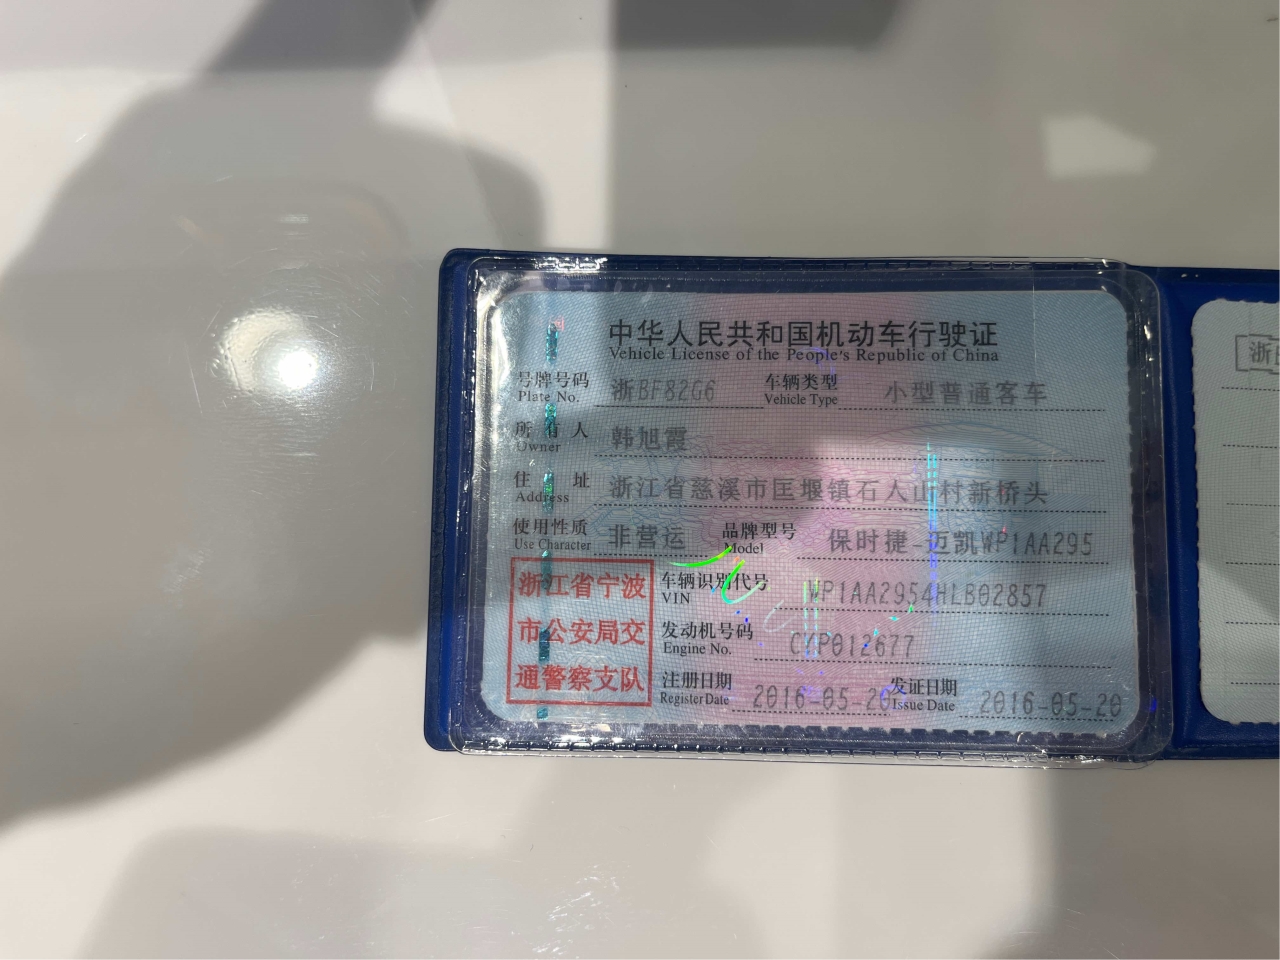 中华人民共和国机动车行驶证
Vehicle License of the People's Republic of China
号牌号码 浙BF82G6 车辆类型 小型普通客车
Plate No. Vehicle Type
所有人 韩旭霞
Owner
住址 浙江省慈溪市匡堰镇石人山村新桥头
Address
使用性质 非营运 品牌型号 保时捷-迈凯WP1AA295
Use Character Model
浙江省宁波
市公安局交
通警察支队
车辆识别代号 WP1AA2954HLB02857
VIN
发动机号码 CYP012677
Engine No.
注册日期 2016-05-20 发证日期 2016-05-20
Register Date Issue Date
浙